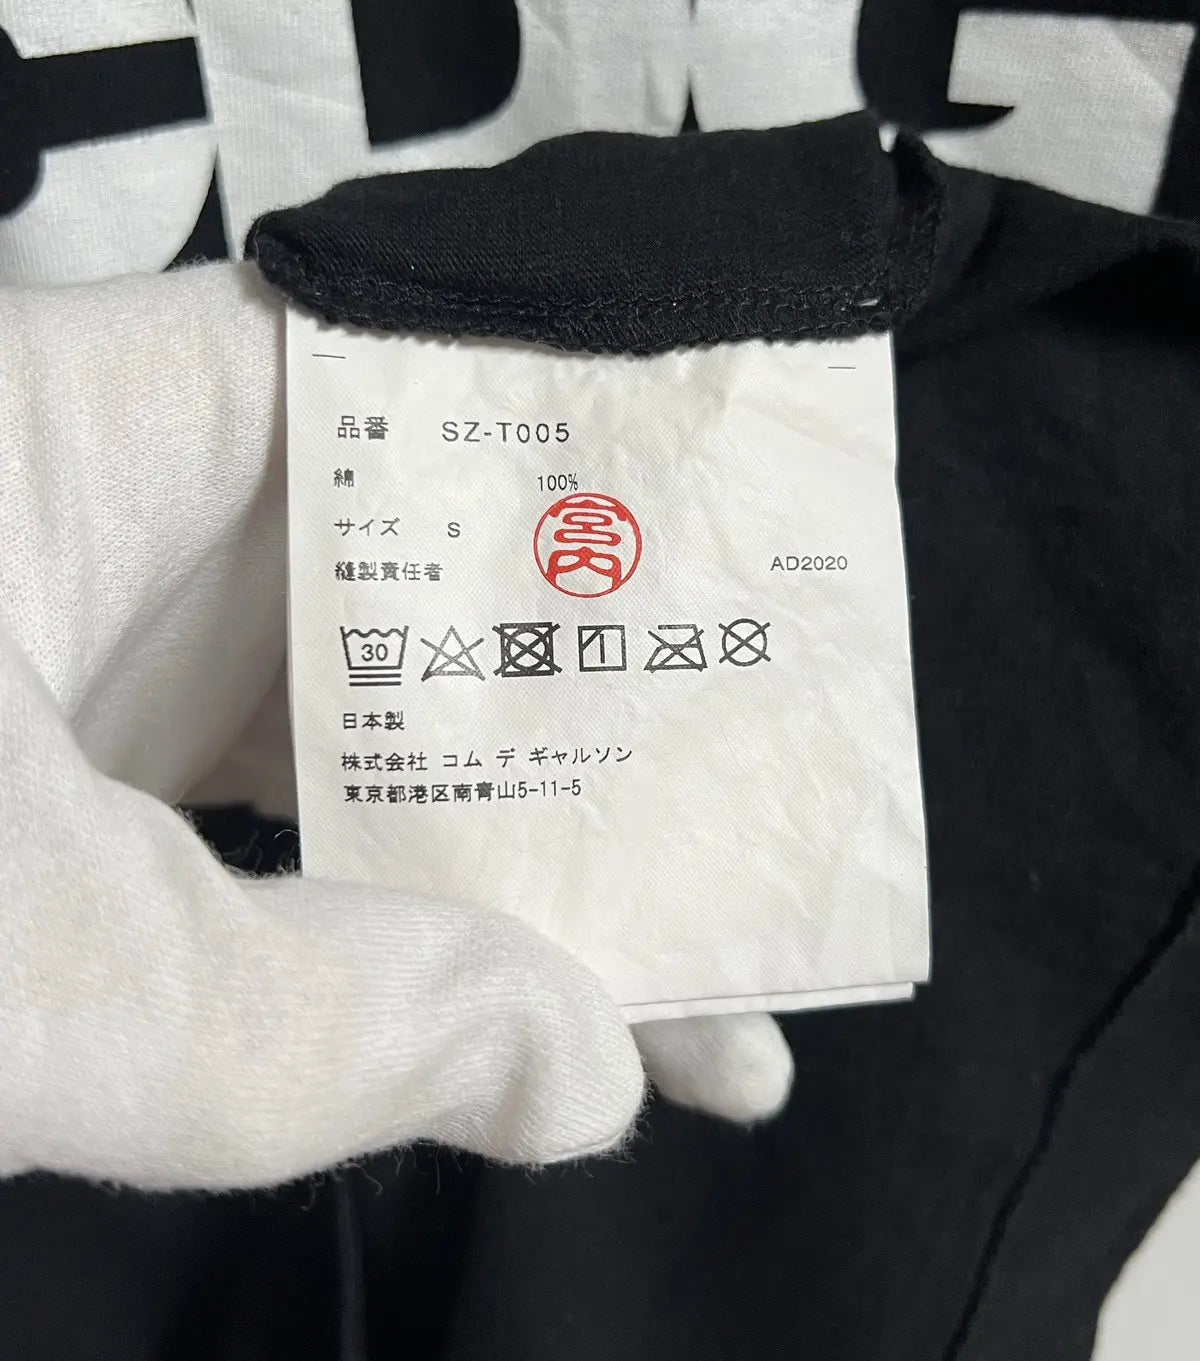 品番 SZ-T005
綿 100%
サイズ S
縫製責任者 宮内 AD2020
30
日本製
株式会社 コム デ ギャルソン
東京都港区南青山5-11-5